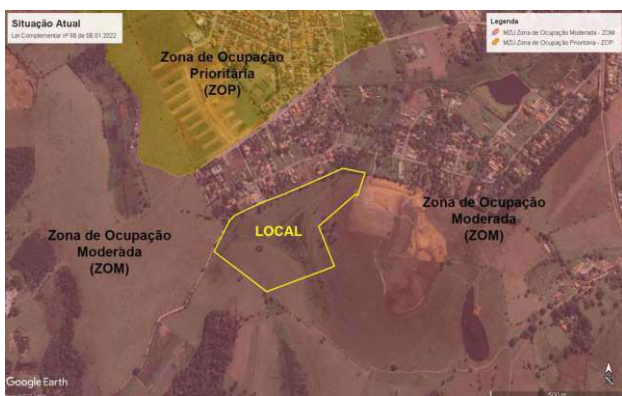 Situação Atual
Lei Complementar nº 86 de 06.01.2022
Legenda
MZU Zona de Ocupação Moderada - ZOM
MZU Zona de Ocupação Prioritária - ZOP
Zona de Ocupação
Prioritária
(ZOP)
Zona de Ocupação
Moderada
(ZOM)
LOCAL
Zona de Ocupação
Moderada
(ZOM)
Google Earth
N
500 m